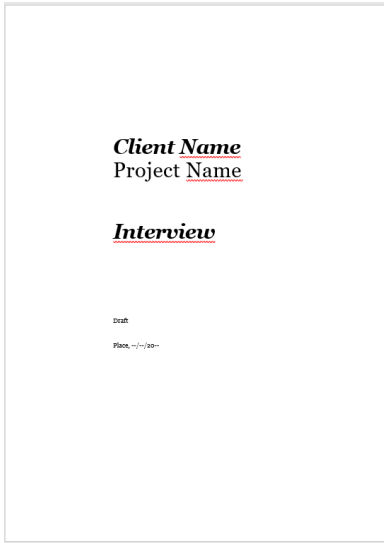 Client Name
Project Name
Interview
Draft
Place, --/--/20--